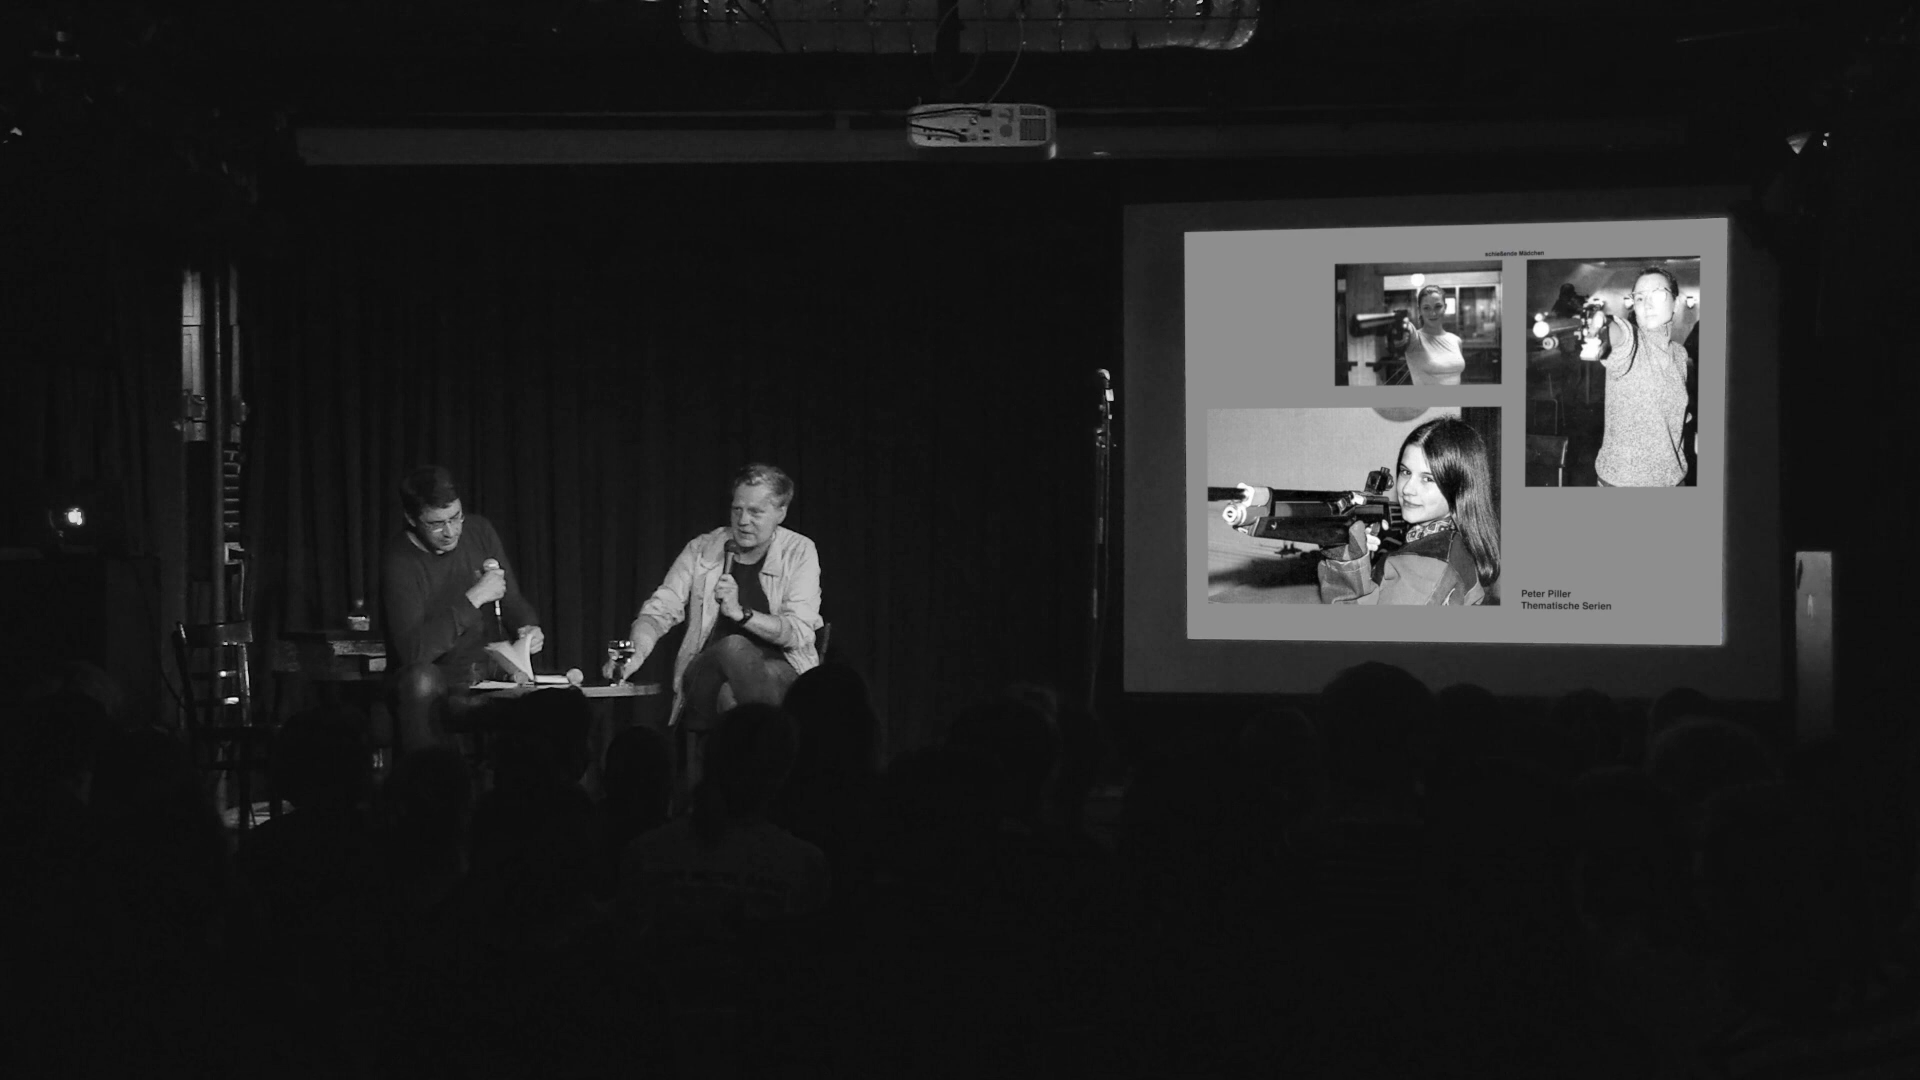 schießende Mädchen
Peter Piller
Thematische Serien